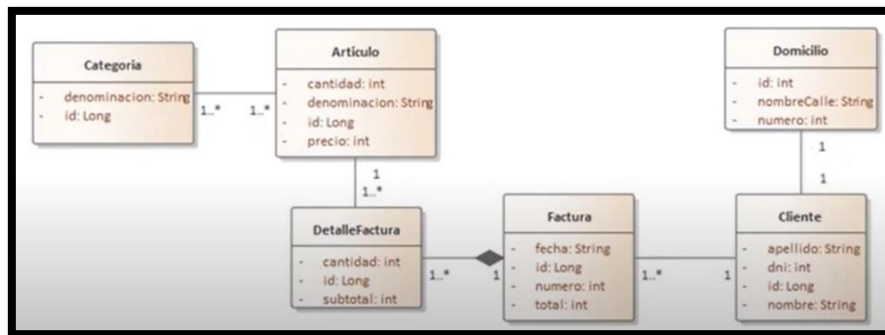 Categoria
- denominacion: String
- id: Long
1..*
1..*
Articulo
- cantidad: int
- denominacion: String
- id: Long
- precio: int
1
1..*
DetalleFactura
- cantidad: int
- id: Long
- subtotal: int
1..*
1
Factura
- fecha: String
- id: Long
- numero: int
- total: int
1..*
1
Domicilio
- id: int
- nombreCalle: String
- numero: int
1
1
Cliente
- apellido: String
- dni: int
- id: Long
- nombre: String